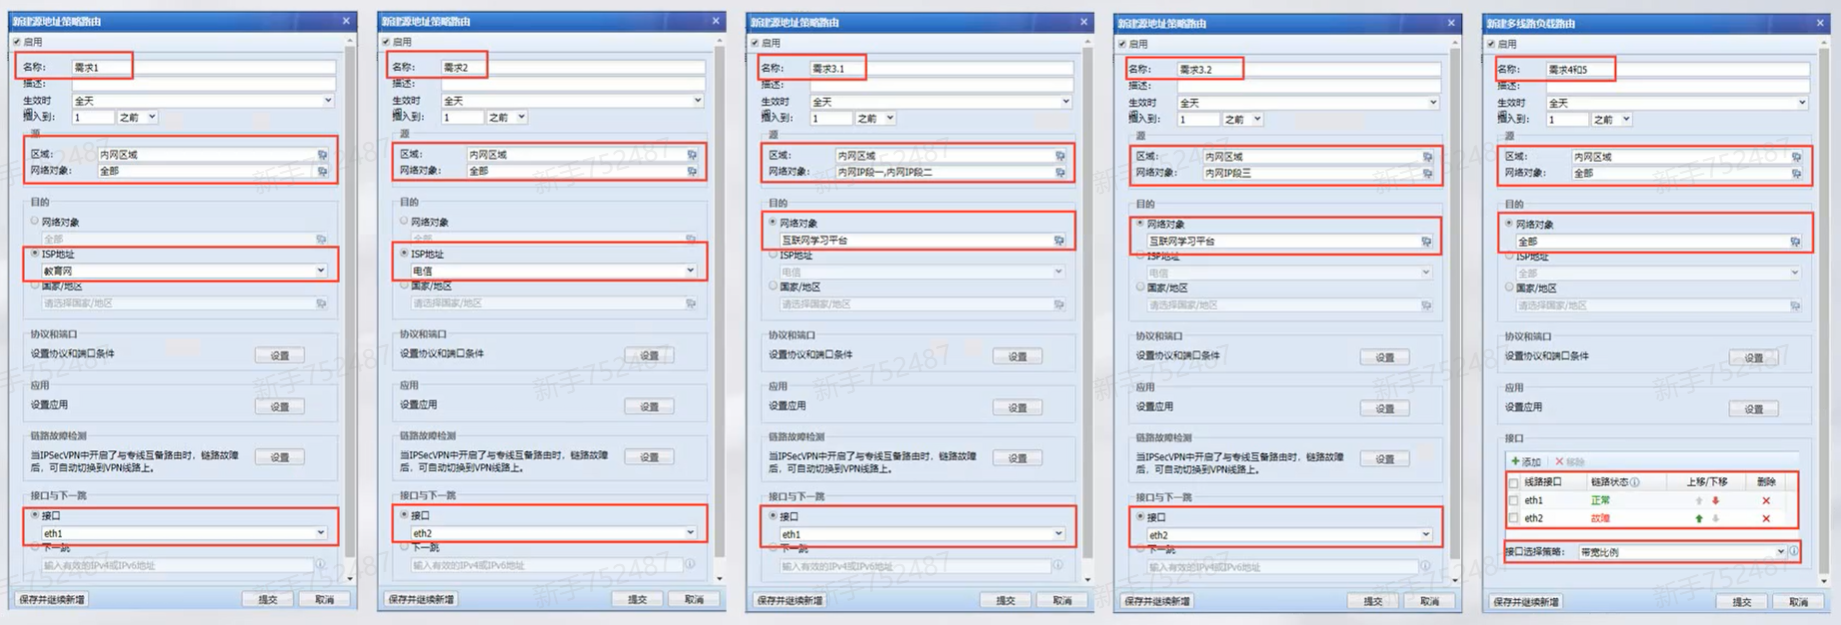 新建源地址策略路由
启用
名称: 需求1
描述:
生效时间: 全天
插入到: 1 之前
源
区域: 内网区域
网络对象: 全部
目的
网络对象
全部
ISP地址
教育网
国家/地区
请选择国家/地区
协议和端口
设置协议和端口条件 设置
应用
设置应用 设置
链路故障检测
当IPSecVPN中开启了与专线互备路由时，链路故障 设置
后，可自动切换到VPN线路上。
接口与下一跳
接口
eth1
下一跳
输入有效的IPv4或IPv6地址
保存并继续新增 提交 取消
新建源地址策略路由
启用
名称: 需求2
描述:
生效时间: 全天
插入到: 1 之前
源
区域: 内网区域
网络对象: 全部
目的
网络对象
全部
ISP地址
电信
国家/地区
请选择国家/地区
协议和端口
设置协议和端口条件 设置
应用
设置应用 设置
链路故障检测
当IPSecVPN中开启了与专线互备路由时，链路故障 设置
后，可自动切换到VPN线路上。
接口与下一跳
接口
eth2
下一跳
输入有效的IPv4或IPv6地址
保存并继续新增 提交 取消
新建源地址策略路由
启用
名称: 需求3.1
描述:
生效时间: 全天
插入到: 1 之前
源
区域: 内网区域
网络对象: 内网IP段一,内网IP段二
目的
网络对象
互联网学习平台
ISP地址
电信
国家/地区
请选择国家/地区
协议和端口
设置协议和端口条件 设置
应用
设置应用 设置
链路故障检测
当IPSecVPN中开启了与专线互备路由时，链路故障 设置
后，可自动切换到VPN线路上。
接口与下一跳
接口
eth1
下一跳
输入有效的IPv4或IPv6地址
保存并继续新增 提交 取消
新建源地址策略路由
启用
名称: 需求3.2
描述:
生效时间: 全天
插入到: 1 之前
源
区域: 内网区域
网络对象: 内网IP段三
目的
网络对象
互联网学习平台
ISP地址
电信
国家/地区
请选择国家/地区
协议和端口
设置协议和端口条件 设置
应用
设置应用 设置
链路故障检测
当IPSecVPN中开启了与专线互备路由时，链路故障 设置
后，可自动切换到VPN线路上。
接口与下一跳
接口
eth2
下一跳
输入有效的IPv4或IPv6地址
保存并继续新增 提交 取消
新建多线路负载路由
启用
名称: 需求4和5
描述:
生效时间: 全天
插入到: 1 之前
源
区域: 内网区域
网络对象: 全部
目的
网络对象
全部
ISP地址
全部
国家/地区
请选择国家/地区
协议和端口
设置协议和端口条件 设置
应用
设置应用 设置
接口
添加 移除
线路接口 链路状态 上移/下移 删除
eth1 正常
eth2 故障
接口选择策略: 带宽比例
保存并继续新增 提交 取消
新手752487